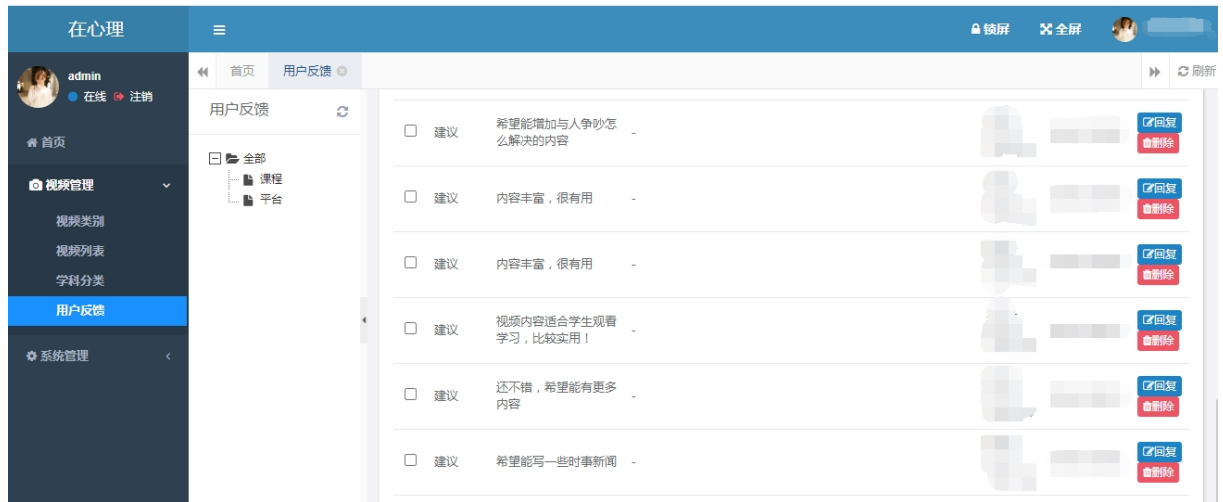 在心理
锁屏 全屏
admin
在线 注销
首页 用户反馈 刷新
首页
视频管理
视频类别
视频列表
学科分类
用户反馈
系统管理
用户反馈
全部
课程
平台
建议 希望能增加与人争吵怎 - 回复
么解决的内容 删除
建议 内容丰富，很有用 - 回复
删除
建议 内容丰富，很有用 - 回复
删除
建议 视频内容适合学生观看 - 回复
学习，比较实用！ 删除
建议 还不错，希望能有更多 - 回复
内容 删除
建议 希望能写一些时事新闻 - 回复
删除